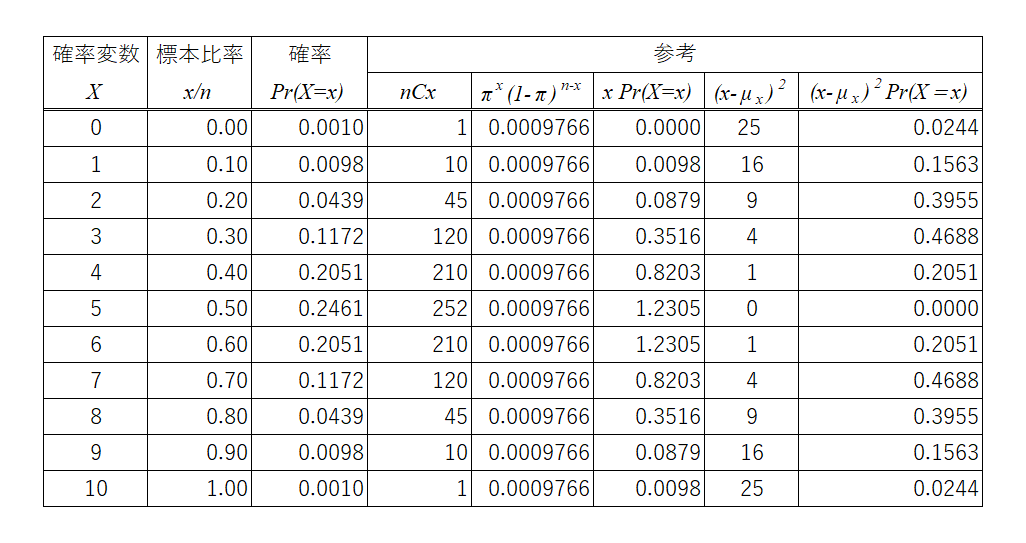 確率変数 標本比率 確率 参考
X x/n Pr(X=x) nCx π^x (1-π)^n-x x Pr(X=x) (x-μx)^2 (x-μx)^2 Pr(X=x)
0 0.00 0.0010 1 0.0009766 0.0000 25 0.0244
1 0.10 0.0098 10 0.0009766 0.0098 16 0.1563
2 0.20 0.0439 45 0.0009766 0.0879 9 0.3955
3 0.30 0.1172 120 0.0009766 0.3516 4 0.4688
4 0.40 0.2051 210 0.0009766 0.8203 1 0.2051
5 0.50 0.2461 252 0.0009766 1.2305 0 0.0000
6 0.60 0.2051 210 0.0009766 1.2305 1 0.2051
7 0.70 0.1172 120 0.0009766 0.8203 4 0.4688
8 0.80 0.0439 45 0.0009766 0.3516 9 0.3955
9 0.90 0.0098 10 0.0009766 0.0879 16 0.1563
10 1.00 0.0010 1 0.0009766 0.0098 25 0.0244